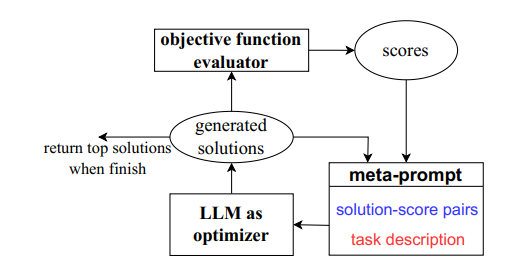 objective function
evaluator
scores
generated
solutions
return top solutions
when finish
meta-prompt
solution-score pairs
task description
LLM as
optimizer